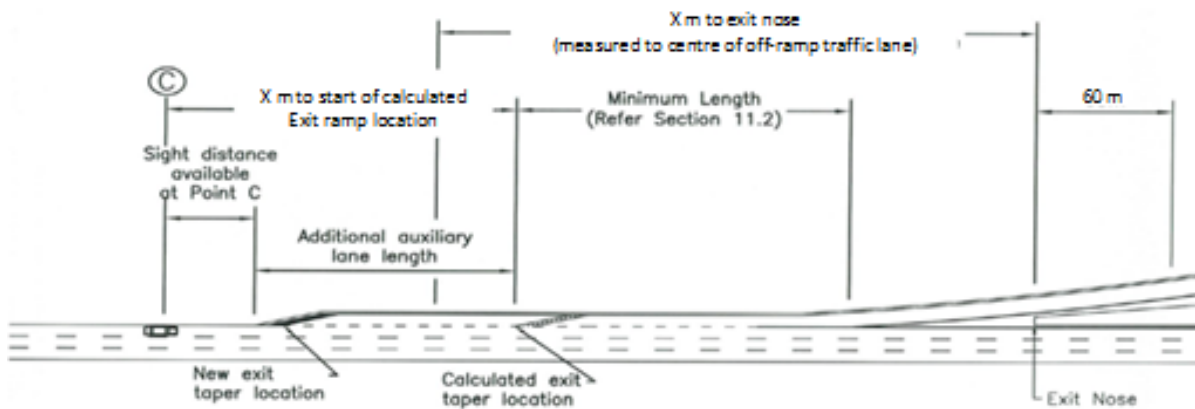 X m to exit nose
(measured to centre of off-ramp traffic lane)
C
X m to start of calculated
Exit ramp location
Minimum Length
(Refer Section 11.2)
60 m
Sight distance
available
at Point C
Additional auxiliary
lane length
New exit
taper location
Calculated exit
taper location
Exit Nose